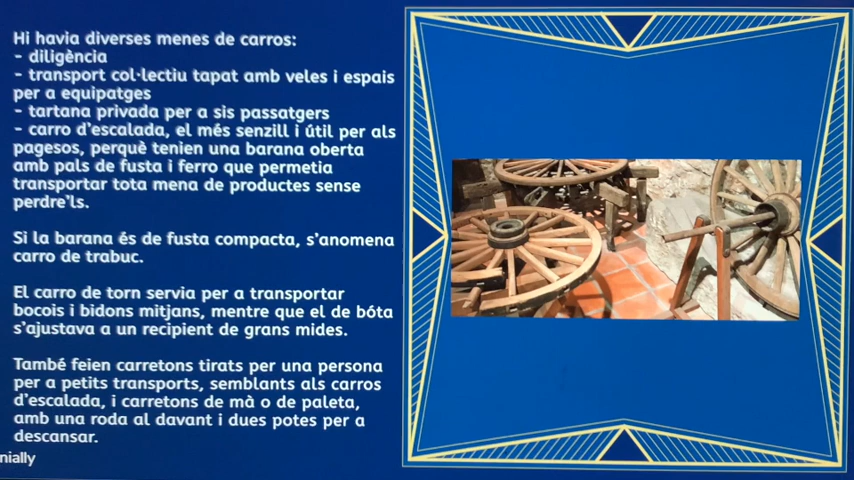 Hi havia diverses menes de carros:
- diligència
- transport col·lectiu tapat amb veles i espais
per a equipatges
- tartana privada per a sis passatgers
- carro d'escalada, el més senzill i útil per als
pagesos, perquè tenien una barana oberta
amb pals de fusta i ferro que permetia
transportar tota mena de productes sense
perdre'ls.
Si la barana és de fusta compacta, s'anomena
carro de trabuc.
El carro de torn servia per a transportar
bocois i bidons mitjans, mentre que el de bóta
s'ajustava a un recipient de grans mides.
També feien carretons tirats per una persona
per a petits transports, semblants als carros
d'escalada, i carretons de mà o de paleta,
amb una roda al davant i dues potes per a
descansar.
nially